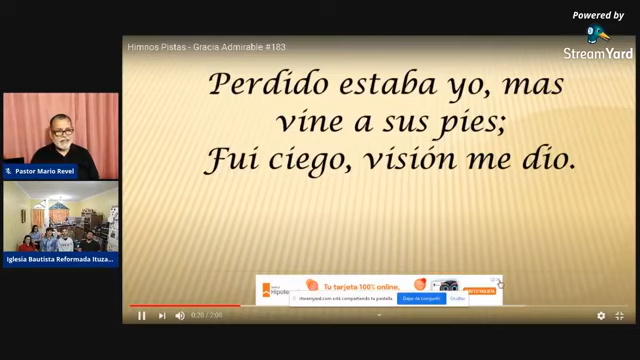 Powered by
StreamYard
Himnos Pistas - Gracia Admirable #183
Perdido estaba yo, mas
vine a sus pies;
Fui ciego, visión me dio.
Pastor Mario Revel
Iglesia Bautista Reformada Ituza...
Hipote
Tu tarjeta 100% online.
streamyard.com está compartiendo tu pantalla.
Dejar de compartir
Ocultar
0:20 / 2:06